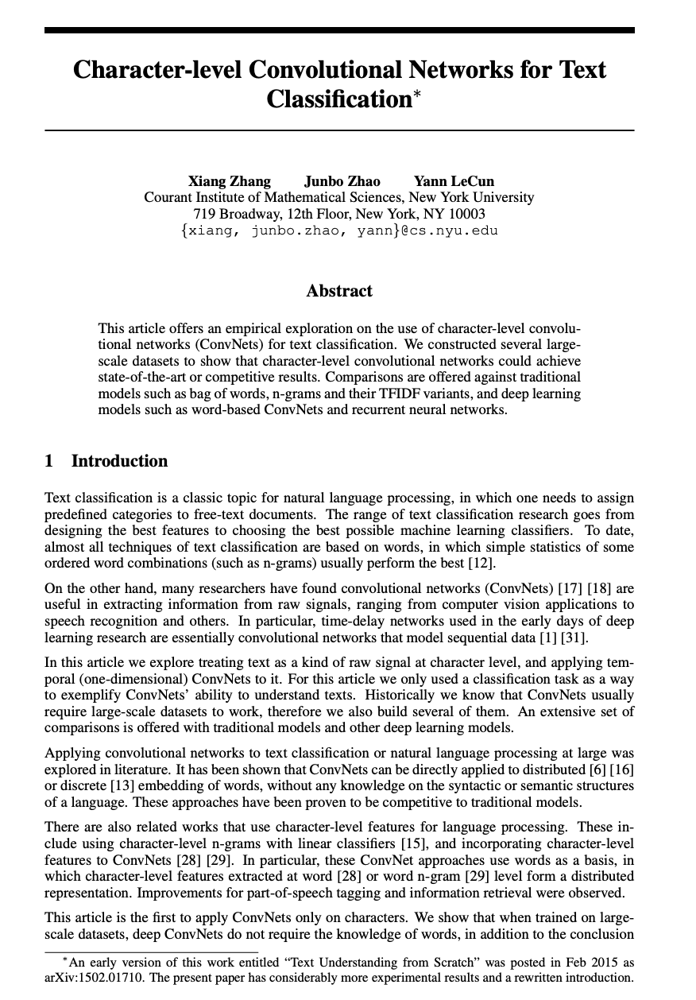 Character-level Convolutional Networks for Text
Classification*
Xiang Zhang Junbo Zhao Yann LeCun
Courant Institute of Mathematical Sciences, New York University
719 Broadway, 12th Floor, New York, NY 10003
{xiang, junbo.zhao, yann}@cs.nyu.edu
Abstract
This article offers an empirical exploration on the use of character-level convolu-
tional networks (ConvNets) for text classification. We constructed several large-
scale datasets to show that character-level convolutional networks could achieve
state-of-the-art or competitive results. Comparisons are offered against traditional
models such as bag of words, n-grams and their TFIDF variants, and deep learning
models such as word-based ConvNets and recurrent neural networks.
1 Introduction
Text classification is a classic topic for natural language processing, in which one needs to assign
predefined categories to free-text documents. The range of text classification research goes from
designing the best features to choosing the best possible machine learning classifiers. To date,
almost all techniques of text classification are based on words, in which simple statistics of some
ordered word combinations (such as n-grams) usually perform the best [12].
On the other hand, many researchers have found convolutional networks (ConvNets) [17] [18] are
useful in extracting information from raw signals, ranging from computer vision applications to
speech recognition and others. In particular, time-delay networks used in the early days of deep
learning research are essentially convolutional networks that model sequential data [1] [31].
In this article we explore treating text as a kind of raw signal at character level, and applying tem-
poral (one-dimensional) ConvNets to it. For this article we only used a classification task as a way
to exemplify ConvNets' ability to understand texts. Historically we know that ConvNets usually
require large-scale datasets to work, therefore we also build several of them. An extensive set of
comparisons is offered with traditional models and other deep learning models.
Applying convolutional networks to text classification or natural language processing at large was
explored in literature. It has been shown that ConvNets can be directly applied to distributed [6] [16]
or discrete [13] embedding of words, without any knowledge on the syntactic or semantic structures
of a language. These approaches have been proven to be competitive to traditional models.
There are also related works that use character-level features for language processing. These in-
clude using character-level n-grams with linear classifiers [15], and incorporating character-level
features to ConvNets [28] [29]. In particular, these ConvNet approaches use words as a basis, in
which character-level features extracted at word [28] or word n-gram [29] level form a distributed
representation. Improvements for part-of-speech tagging and information retrieval were observed.
This article is the first to apply ConvNets only on characters. We show that when trained on large-
scale datasets, deep ConvNets do not require the knowledge of words, in addition to the conclusion
*An early version of this work entitled “Text Understanding from Scratch” was posted in Feb 2015 as
arXiv:1502.01710. The present paper has considerably more experimental results and a rewritten introduction.